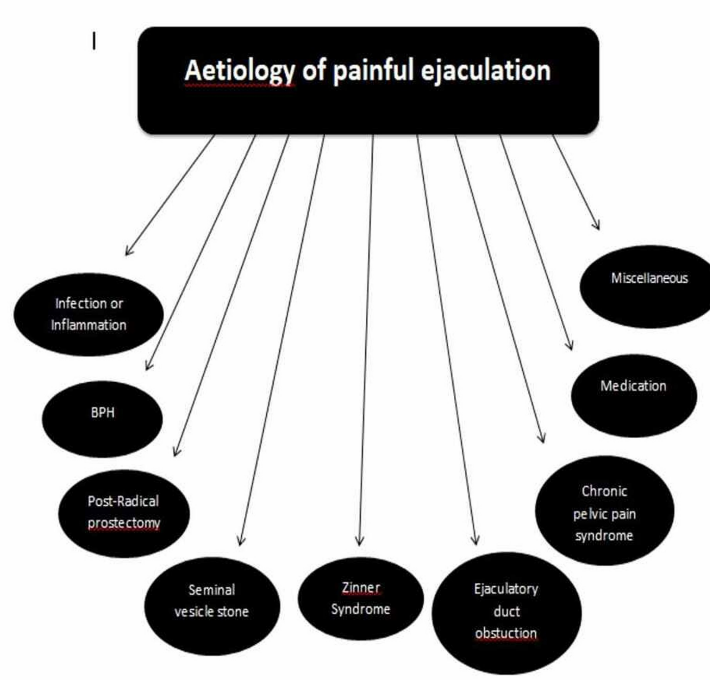 Aetiology of painful ejaculation
Infection or
Inflammation
BPH
Post-Radical
prostectomy
Seminal
vesicle stone
Zinner
Syndrome
Ejaculatory
duct
obstuction
Chronic
pelvic pain
syndrome
Medication
Miscellaneous